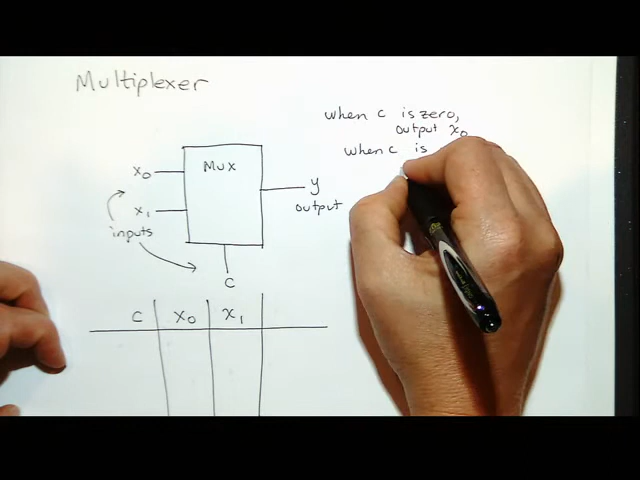 Multiplexer
when c is zero,
output x₀
when c is
x₀
Mux
y
output
x₁
inputs
c
c x₀ x₁